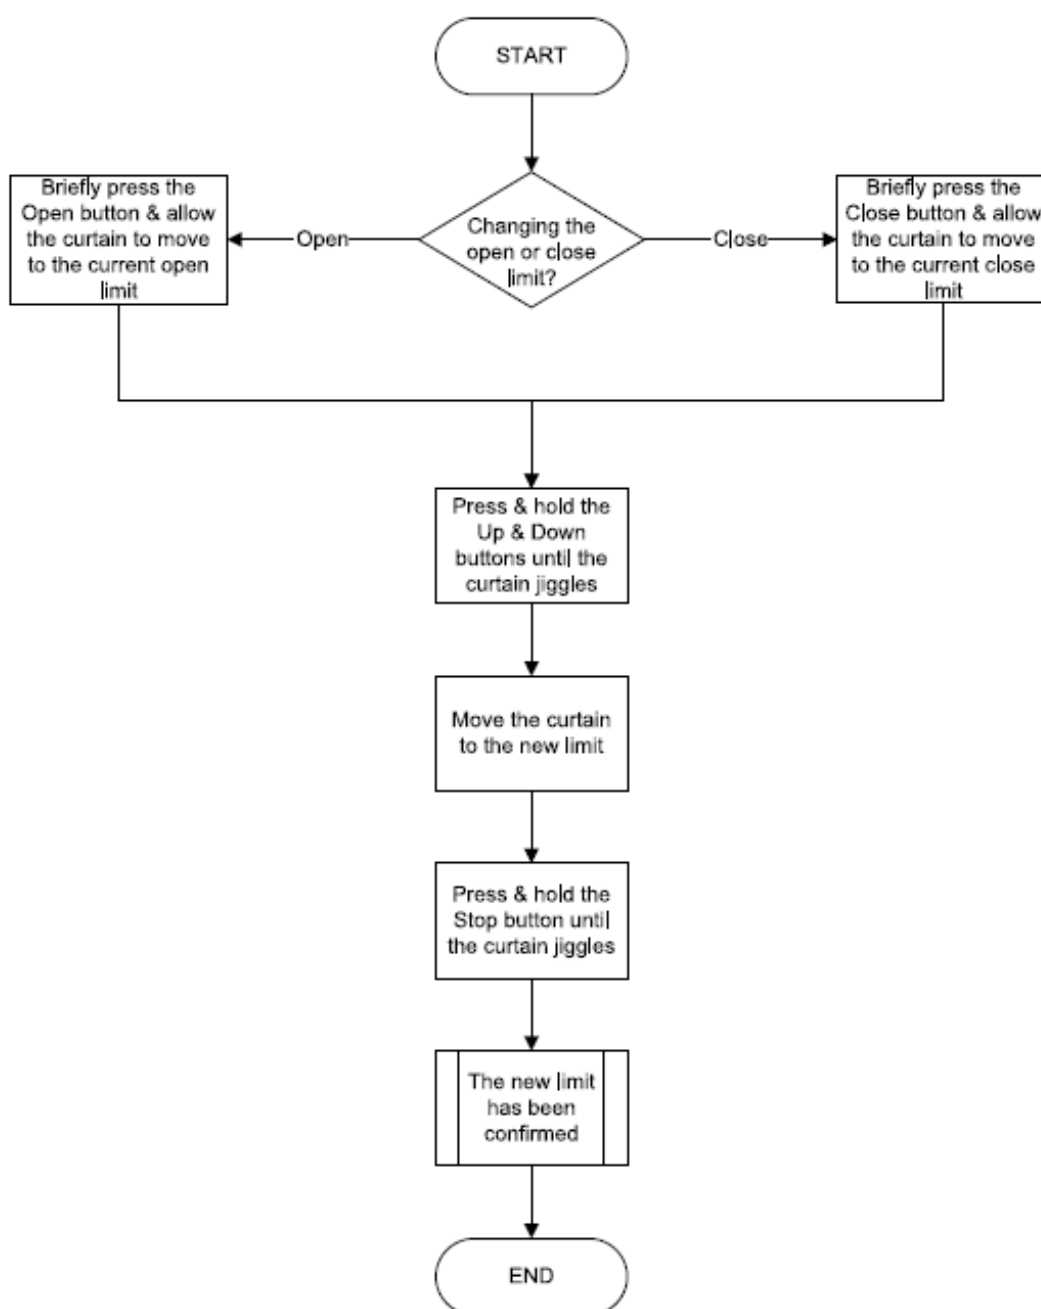 START
Changing the
open or close
limit?
Open
Close
Briefly press the
Open button & allow
the curtain to move
to the current open
limit
Briefly press the
Close button & allow
the curtain to move
to the current close
limit
Press & hold the
Up & Down
buttons until the
curtain jiggles
Move the curtain
to the new limit
Press & hold the
Stop button until
the curtain jiggles
The new limit
has been
confirmed
END